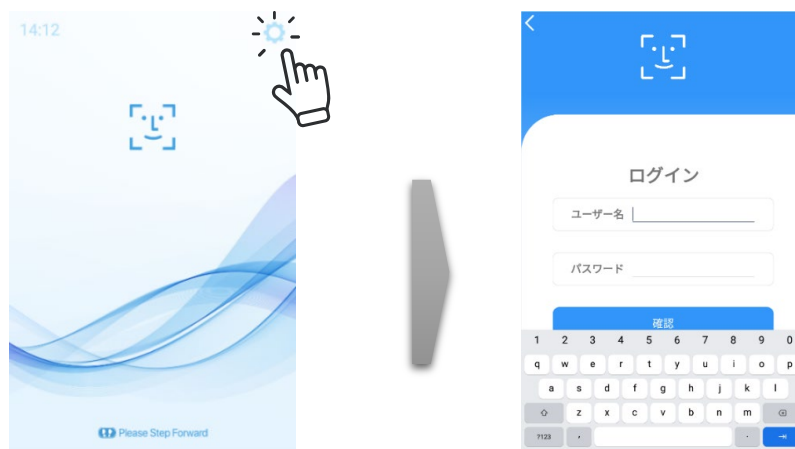 14:12
Please Step Forward
ログイン
ユーザー名
パスワード
確認
1 2 3 4 5 6 7 8 9 0
q w e r t y u i o p
a s d f g h j k l
z x c v b n m
?123 , .